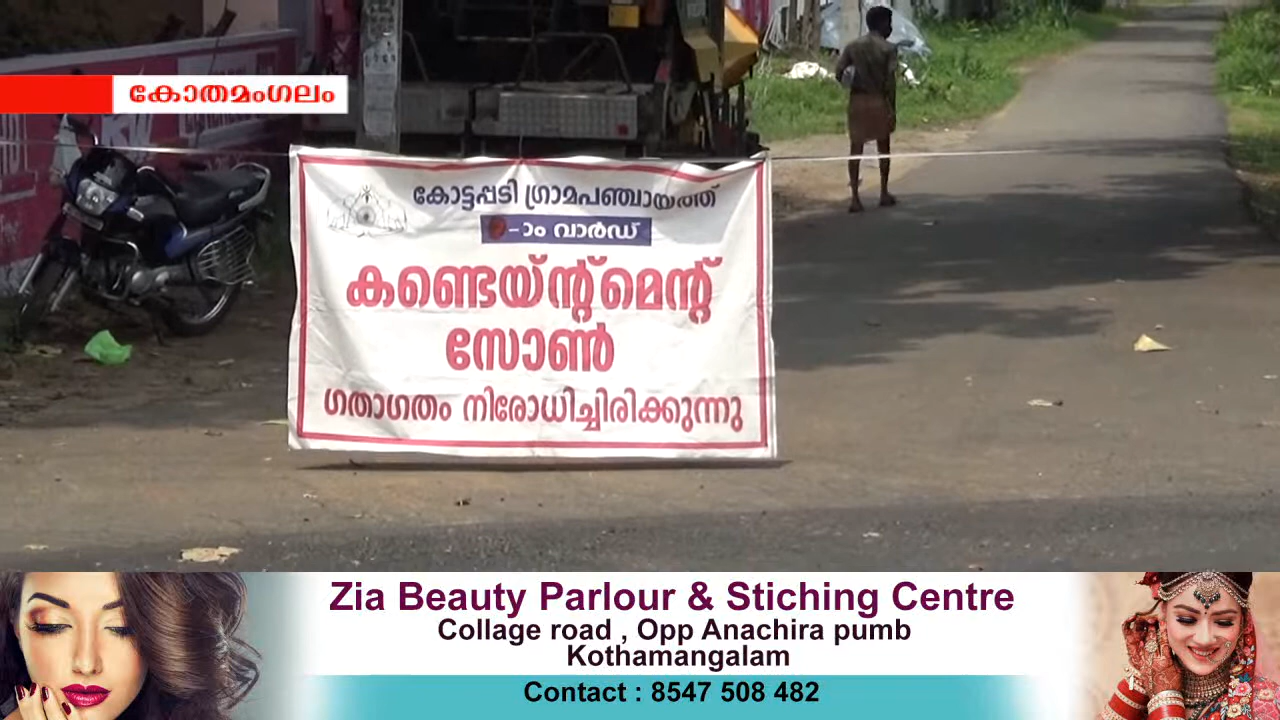 കോതമംഗലം
കോട്ടപ്പടി ഗ്രാമപഞ്ചായത്ത്
-ാം വാർഡ്
കണ്ടെയ്ന്റ്മെന്റ്
സോൺ
ഗതാഗതം നിരോധിച്ചിരിക്കുന്നു
Zia Beauty Parlour & Stiching Centre
Collage road , Opp Anachira pumb
Kothamangalam
Contact : 8547 508 482